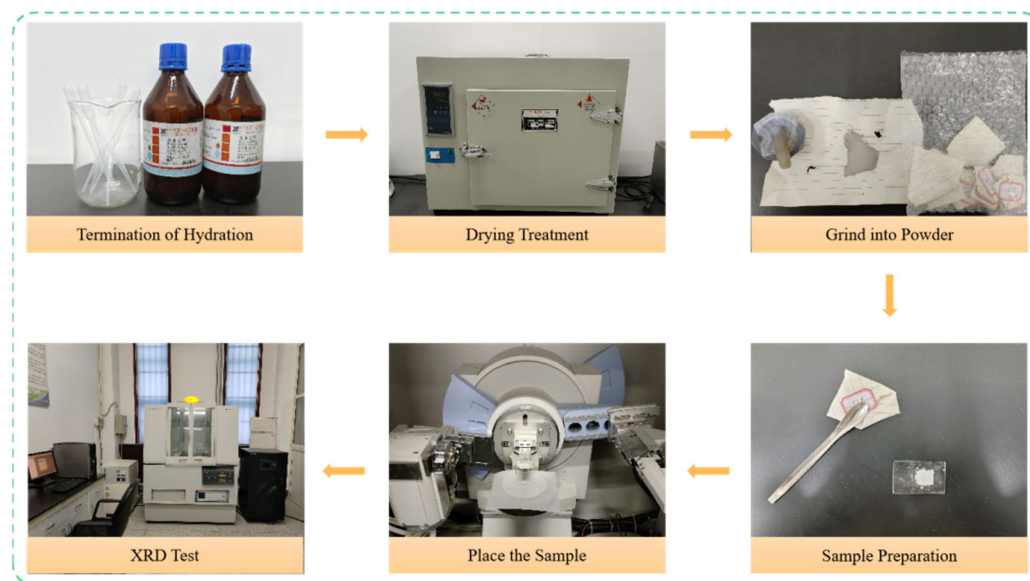 Termination of Hydration
Drying Treatment
Grind into Powder
Sample Preparation
Place the Sample
XRD Test